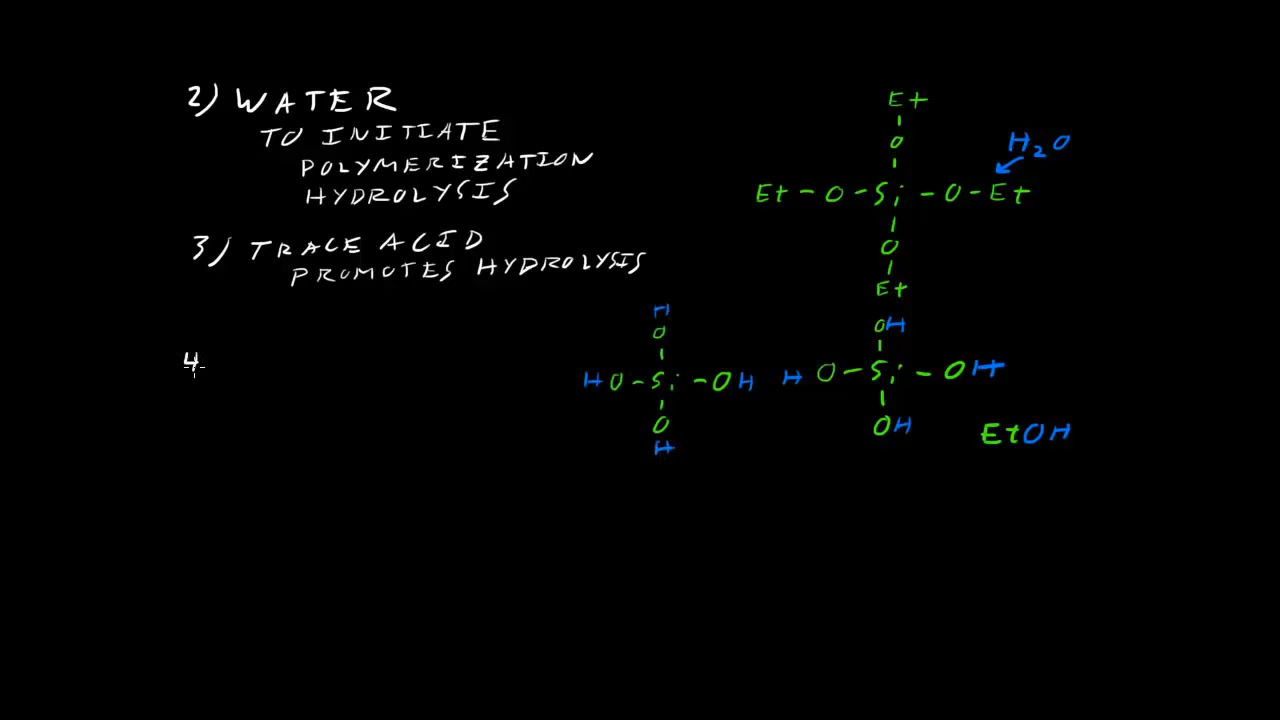 2) WATER
TO INITIATE
POLYMERIZATION
HYDROLYSIS
3) TRACE ACID
PROMOTES HYDROLYSIS
4
Et
O
H2O
Et - O - Si - O - Et
O
Et
H
O
HO - Si - OH
O
H
OH
HO - Si - OH
OH
EtOH